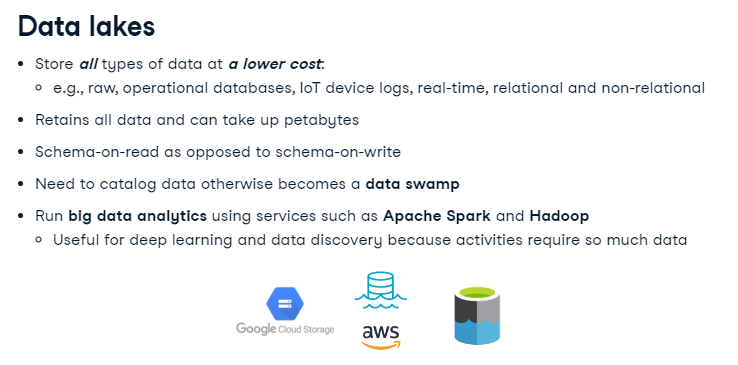 Data lakes
• Store all types of data at a lower cost:
◦ e.g., raw, operational databases, IoT device logs, real-time, relational and non-relational
• Retains all data and can take up petabytes
• Schema-on-read as opposed to schema-on-write
• Need to catalog data otherwise becomes a data swamp
• Run big data analytics using services such as Apache Spark and Hadoop
◦ Useful for deep learning and data discovery because activities require so much data
Google Cloud Storage
aws